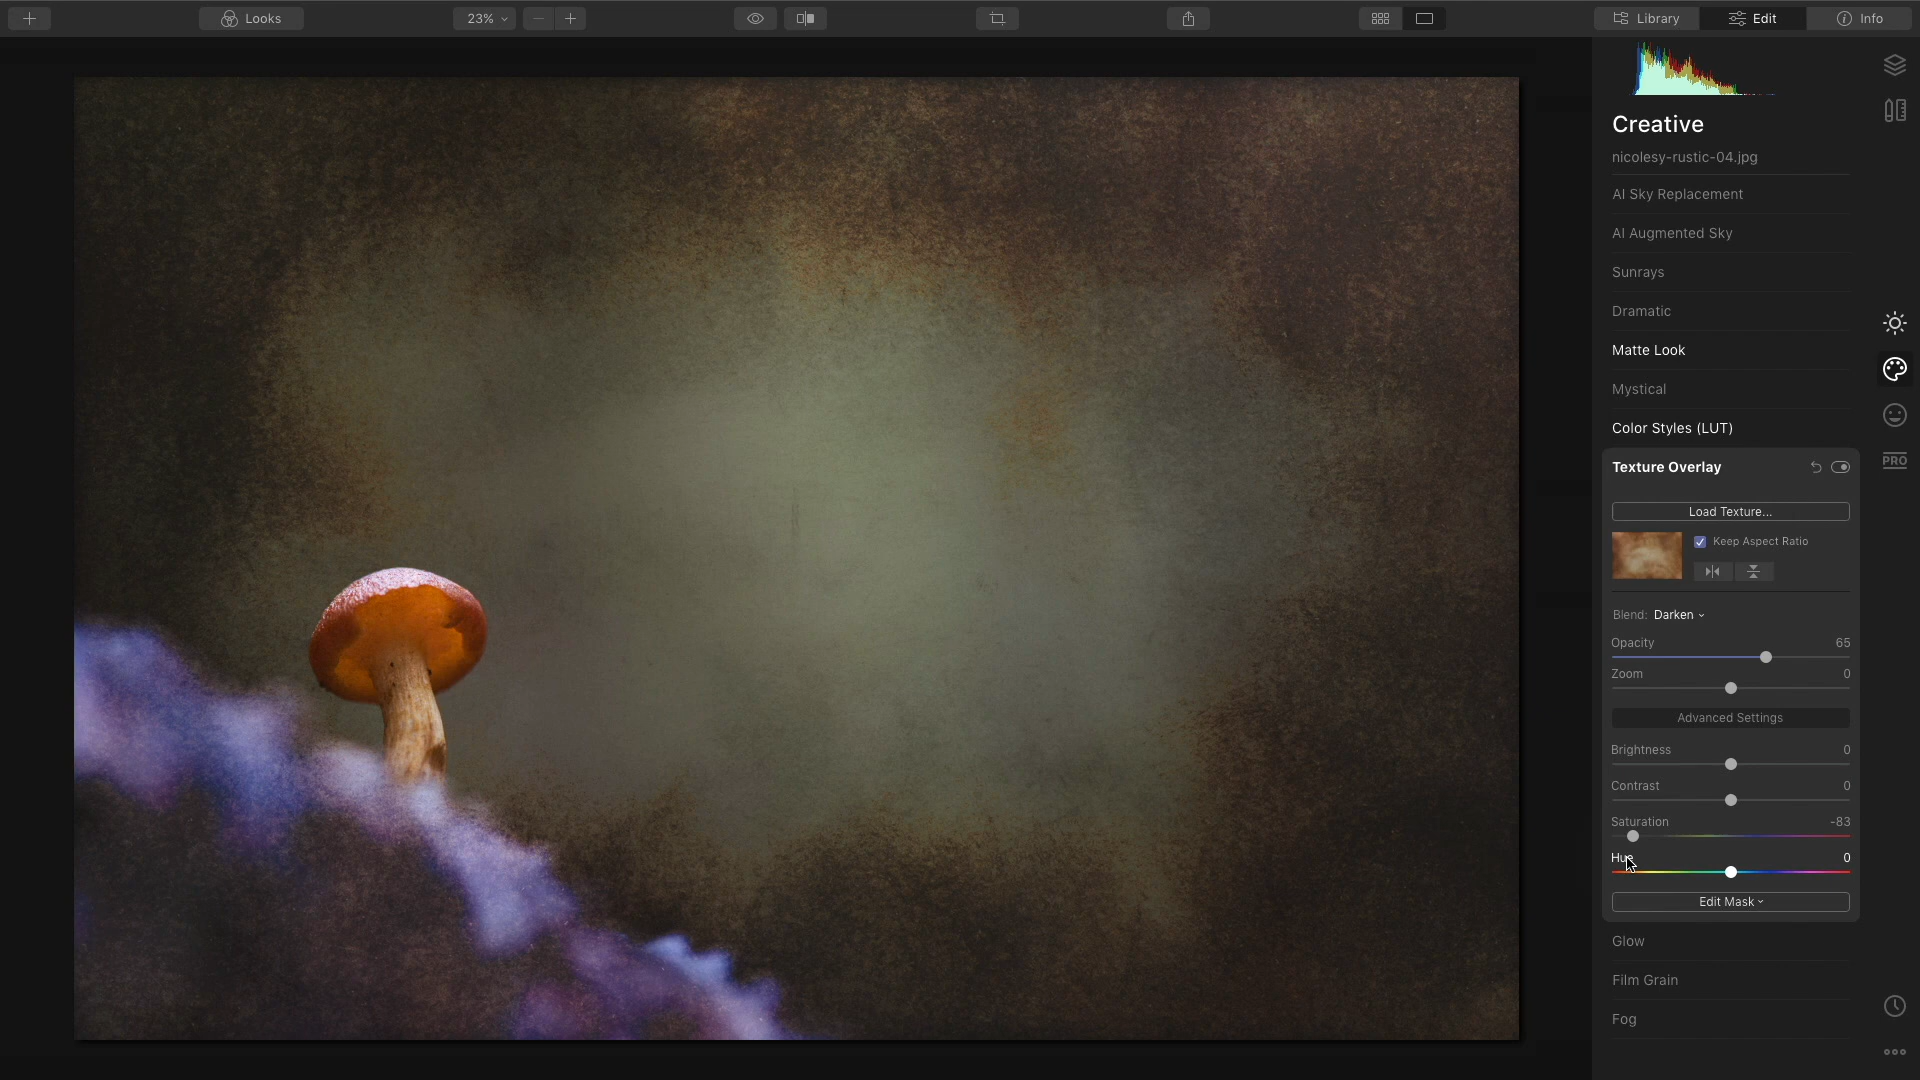 Looks
23%
Library
Edit
Info
Creative
nicolesy-rustic-04.jpg
AI Sky Replacement
AI Augmented Sky
Sunrays
Dramatic
Matte Look
Mystical
Color Styles (LUT)
PRO
Texture Overlay
Load Texture...
Keep Aspect Ratio
Blend: Darken
Opacity 65
Zoom 0
Advanced Settings
Brightness 0
Contrast 0
Saturation -83
Hue 0
Edit Mask
Glow
Film Grain
Fog